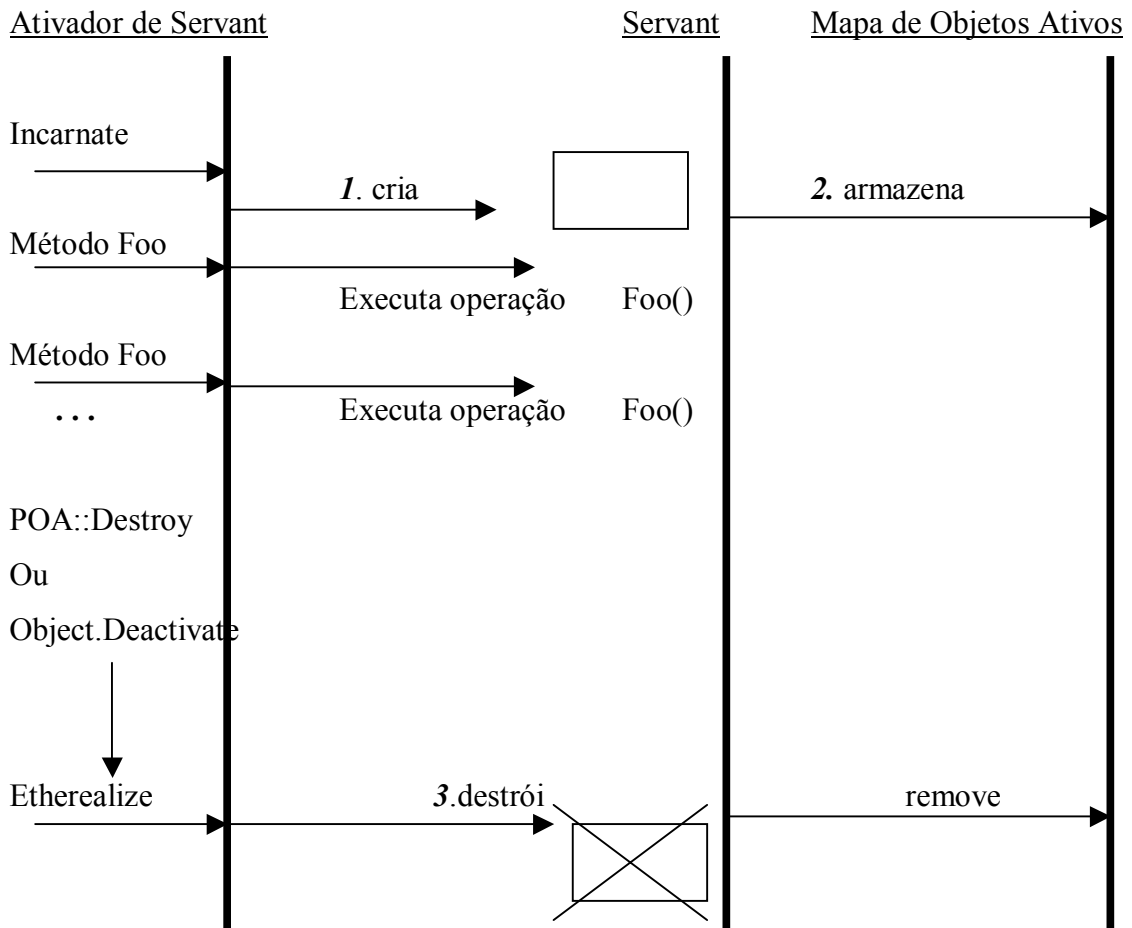 Ativador de Servant
Servant
Mapa de Objetos Ativos
Incarnate
1. cria
2. armazena
Método Foo
Executa operação
Foo()
Método Foo
. . .
Executa operação
Foo()
POA::Destroy
Ou
Object.Deactivate
Etherealize
3.destrói
remove